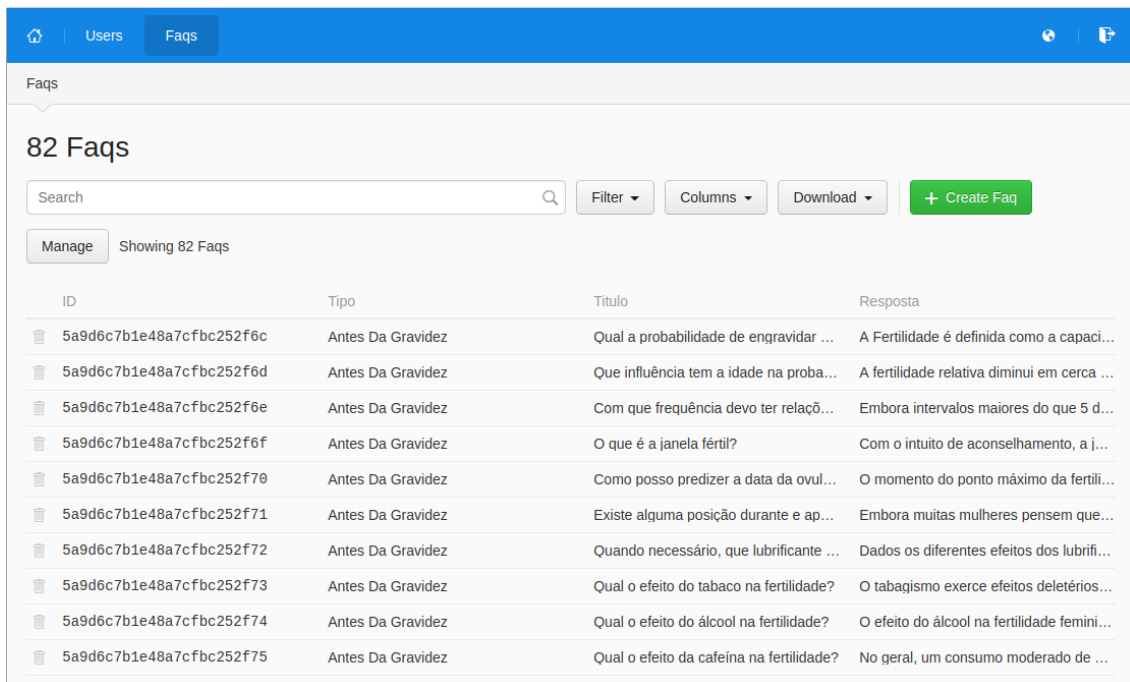 Users Faqs
Faqs
82 Faqs
Search Filter Columns Download + Create Faq
Manage Showing 82 Faqs
ID Tipo Titulo Resposta
5a9d6c7b1e48a7cfbc252f6c Antes Da Gravidez Qual a probabilidade de engravidar ... A Fertilidade é definida como a capaci...
5a9d6c7b1e48a7cfbc252f6d Antes Da Gravidez Que influência tem a idade na proba... A fertilidade relativa diminui em cerca ...
5a9d6c7b1e48a7cfbc252f6e Antes Da Gravidez Com que frequência devo ter relaçõ... Embora intervalos maiores do que 5 d...
5a9d6c7b1e48a7cfbc252f6f Antes Da Gravidez O que é a janela fértil? Com o intuito de aconselhamento, a j...
5a9d6c7b1e48a7cfbc252f70 Antes Da Gravidez Como posso predizer a data da ovul... O momento do ponto máximo da fertili...
5a9d6c7b1e48a7cfbc252f71 Antes Da Gravidez Existe alguma posição durante e ap... Embora muitas mulheres pensem que...
5a9d6c7b1e48a7cfbc252f72 Antes Da Gravidez Quando necessário, que lubrificante ... Dados os diferentes efeitos dos lubrifi...
5a9d6c7b1e48a7cfbc252f73 Antes Da Gravidez Qual o efeito do tabaco na fertilidade? O tabagismo exerce efeitos deletérios...
5a9d6c7b1e48a7cfbc252f74 Antes Da Gravidez Qual o efeito do álcool na fertilidade? O efeito do álcool na fertilidade femini...
5a9d6c7b1e48a7cfbc252f75 Antes Da Gravidez Qual o efeito da cafeína na fertilidade? No geral, um consumo moderado de ...